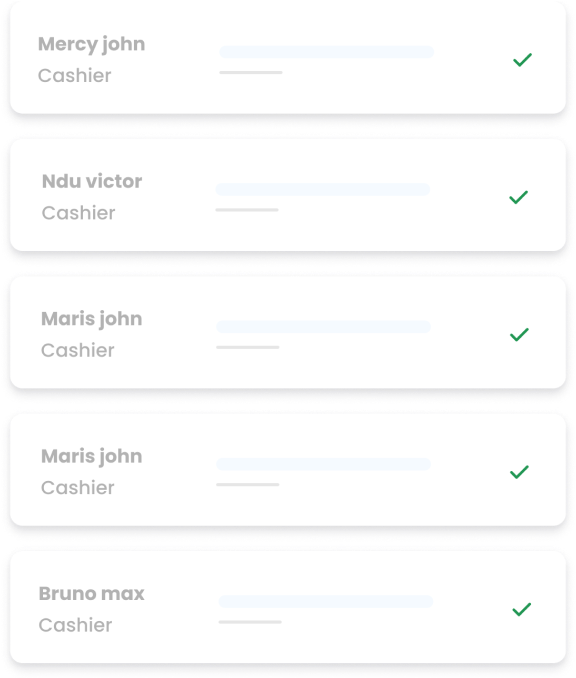 Mercy john
Cashier
Ndu victor
Cashier
Maris john
Cashier
Maris john
Cashier
Bruno max
Cashier